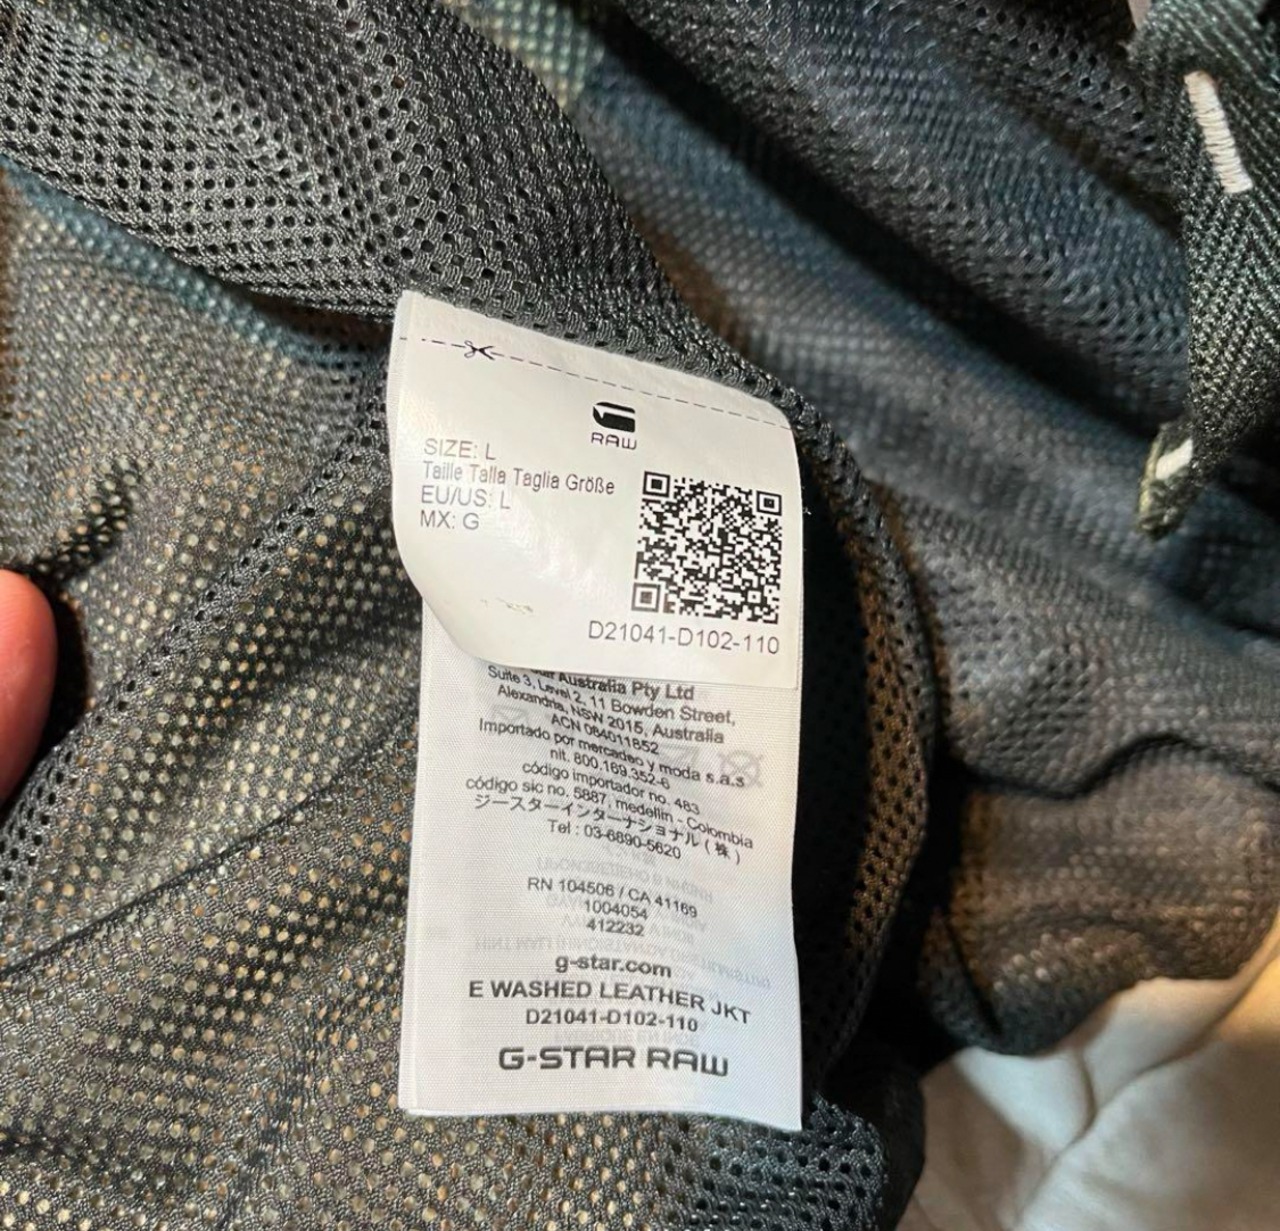 RAW
SIZE: L
Taille Talla Taglia Größe
EU/US: L
MX: G
D21041-D102-110
Australia Pty Ltd
Suite 3, Level 2, 11 Bowden Street,
Alexandria, NSW 2015, Australia
ACN 064011852
Importado por mercadeo y moda s.a.s
nit. 800.169.352-6
código importador no. 483
código sic no. 5887, medellin - Colombia
ジースターインターナショナル(株)
Tel : 03-6890-5620
RN 104506 / CA 41169
1004054
412232
g-star.com
E WASHED LEATHER JKT
D21041-D102-110
G-STAR RAW